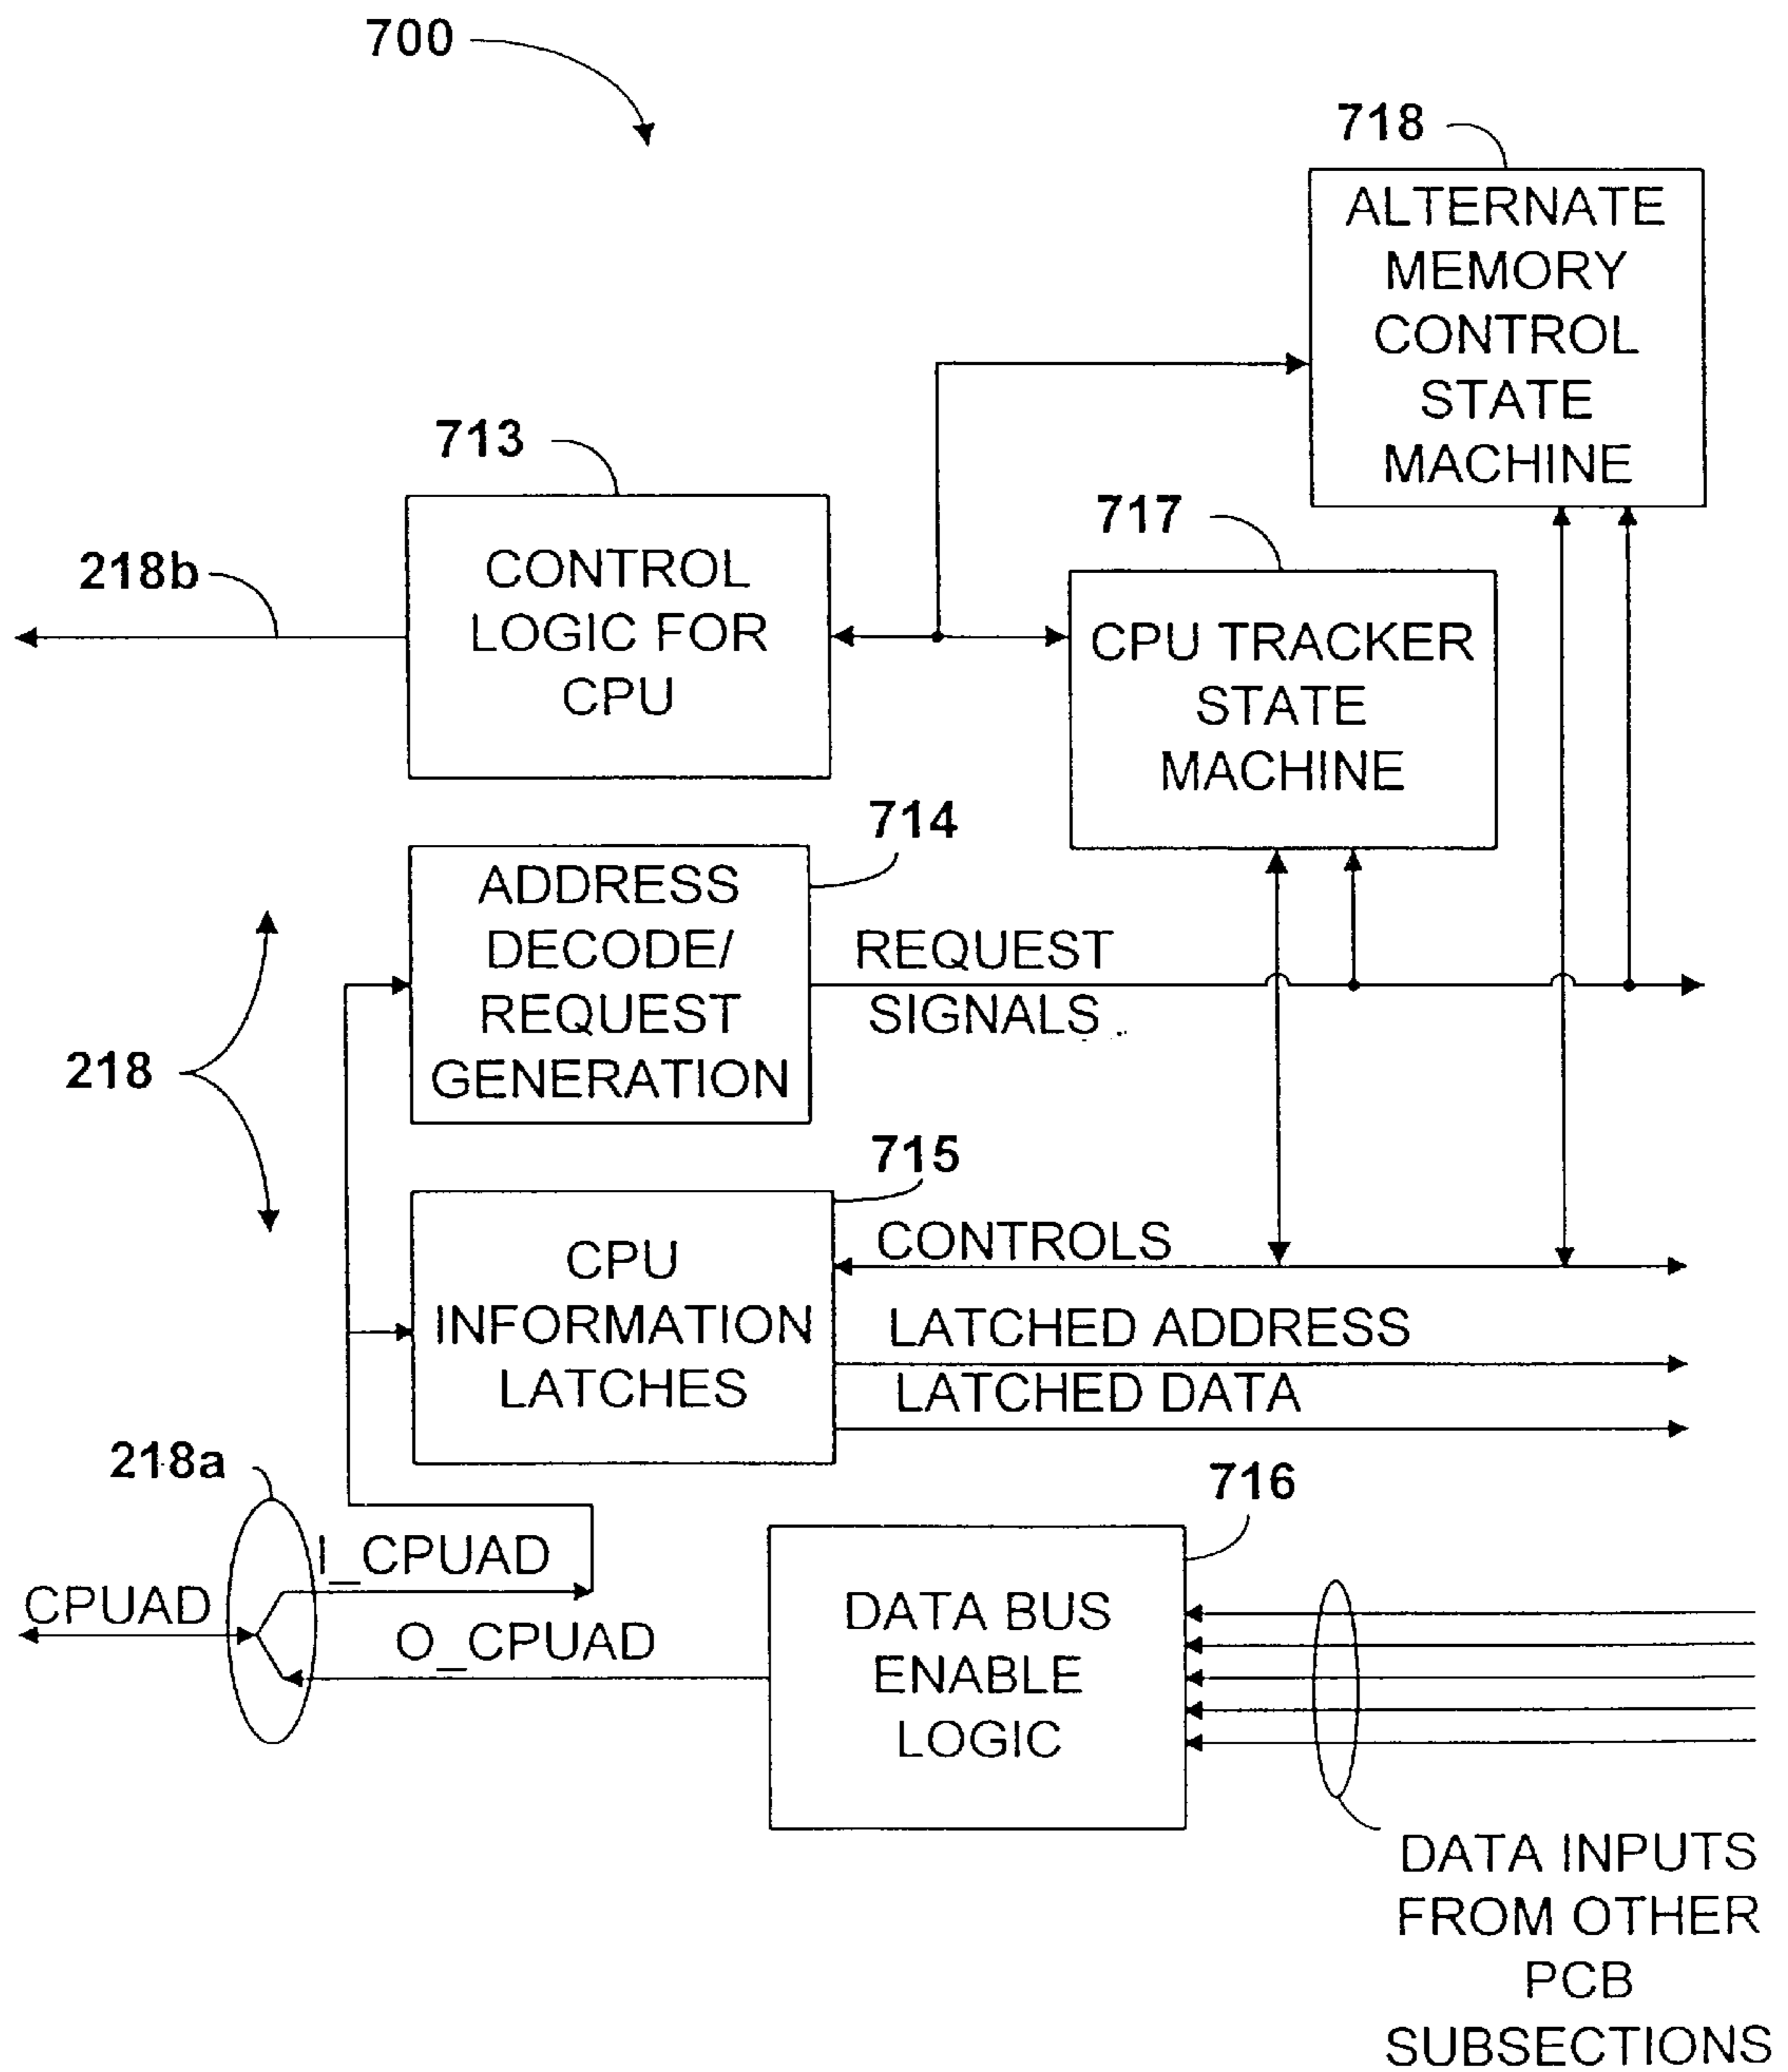 700
718
ALTERNATE
MEMORY
CONTROL
STATE
MACHINE
713
717
218b
CONTROL
LOGIC FOR
CPU
CPU TRACKER
STATE
MACHINE
714
ADDRESS
DECODE/
REQUEST
GENERATION
REQUEST
SIGNALS
218
715
CPU
INFORMATION
LATCHES
CONTROLS
LATCHED ADDRESS
LATCHED DATA
218a
716
I_CPUAD
CPUAD
O_CPUAD
DATA BUS
ENABLE
LOGIC
DATA INPUTS
FROM OTHER
PCB
SUBSECTIONS